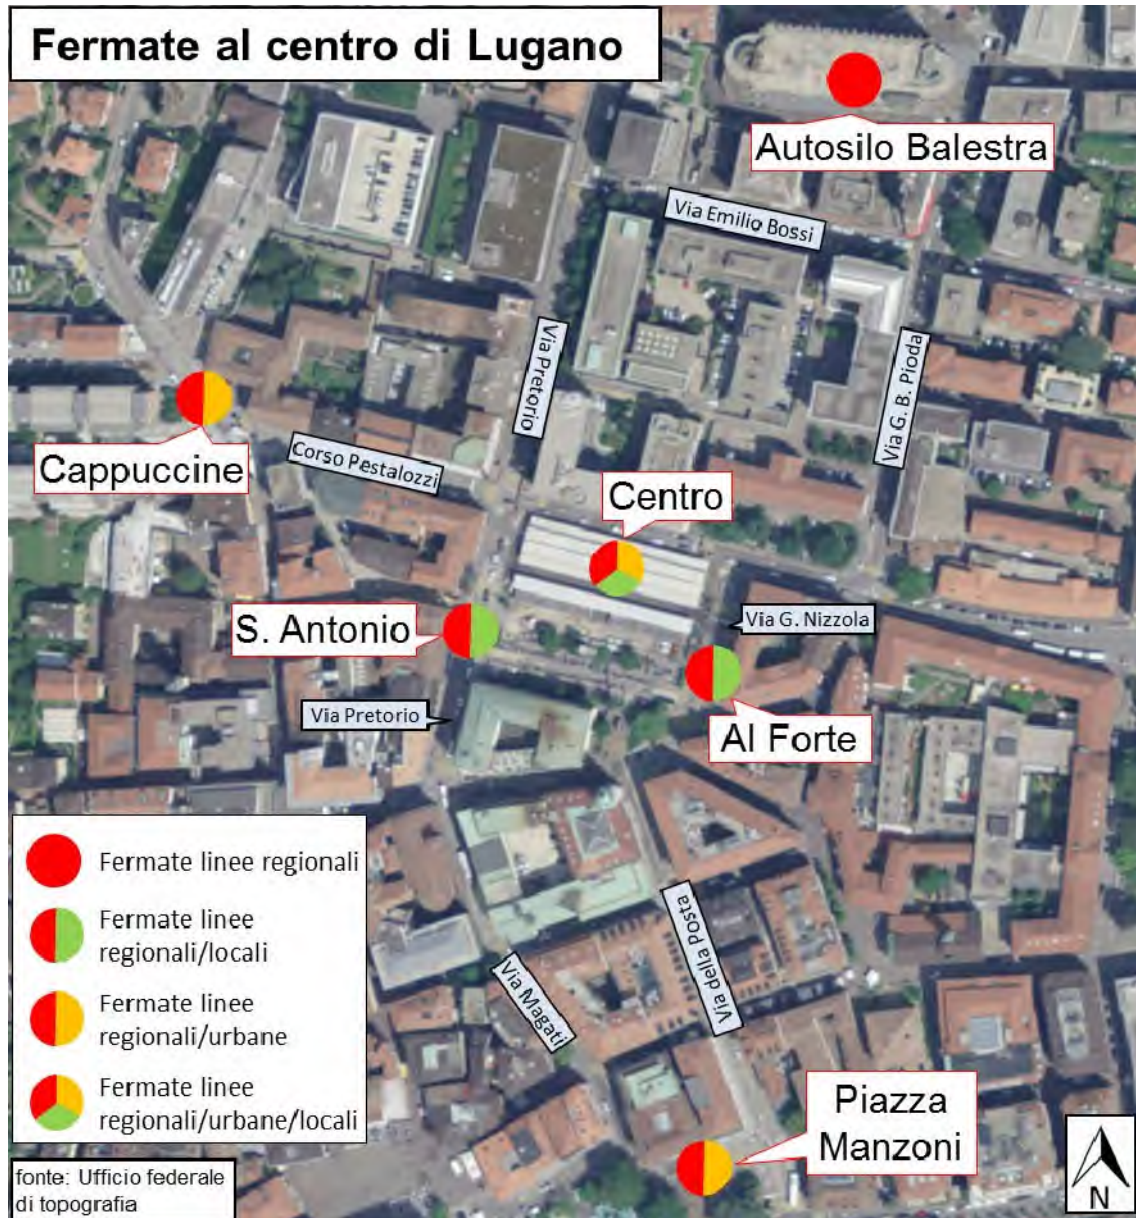 Fermate al centro di Lugano
Autosilo Balestra
Via Emilio Bossi
Via Pretorio
Via G. B. Pioda
Cappuccine
Corso Pestalozzi
Centro
S. Antonio
Via G. Nizzola
Via Pretorio
Al Forte
Fermate linee regionali
Fermate linee
regionali/locali
Fermate linee
regionali/urbane
Fermate linee
regionali/urbane/locali
Via della Posta
Via Magatti
Piazza
Manzoni
fonte: Ufficio federale
di topografia
N